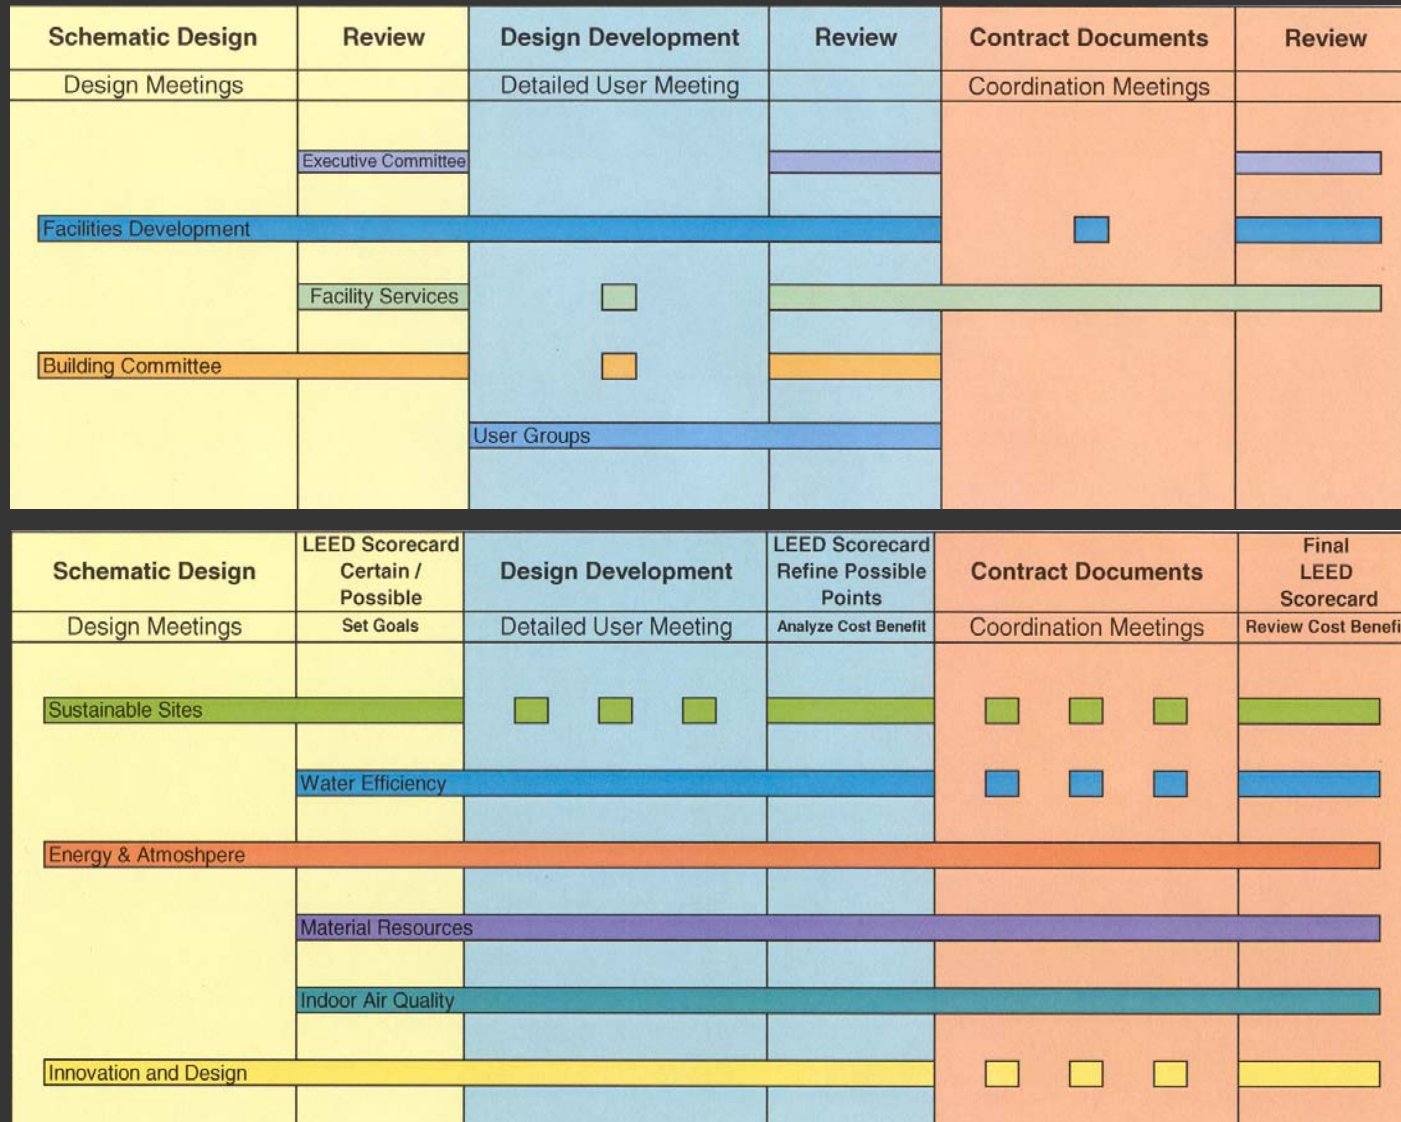 Schematic Design
Review
Design Development
Review
Contract Documents
Review
Design Meetings
Detailed User Meeting
Coordination Meetings
Executive Committee
Facilities Development
Facility Services
Building Committee
User Groups
Schematic Design
LEED Scorecard
Certain /
Possible
Design Development
LEED Scorecard
Refine Possible
Points
Contract Documents
Final
LEED
Scorecard
Design Meetings
Set Goals
Detailed User Meeting
Analyze Cost Benefit
Coordination Meetings
Review Cost Benefi
Sustainable Sites
Water Efficiency
Energy & Atmoshpere
Material Resources
Indoor Air Quality
Innovation and Design